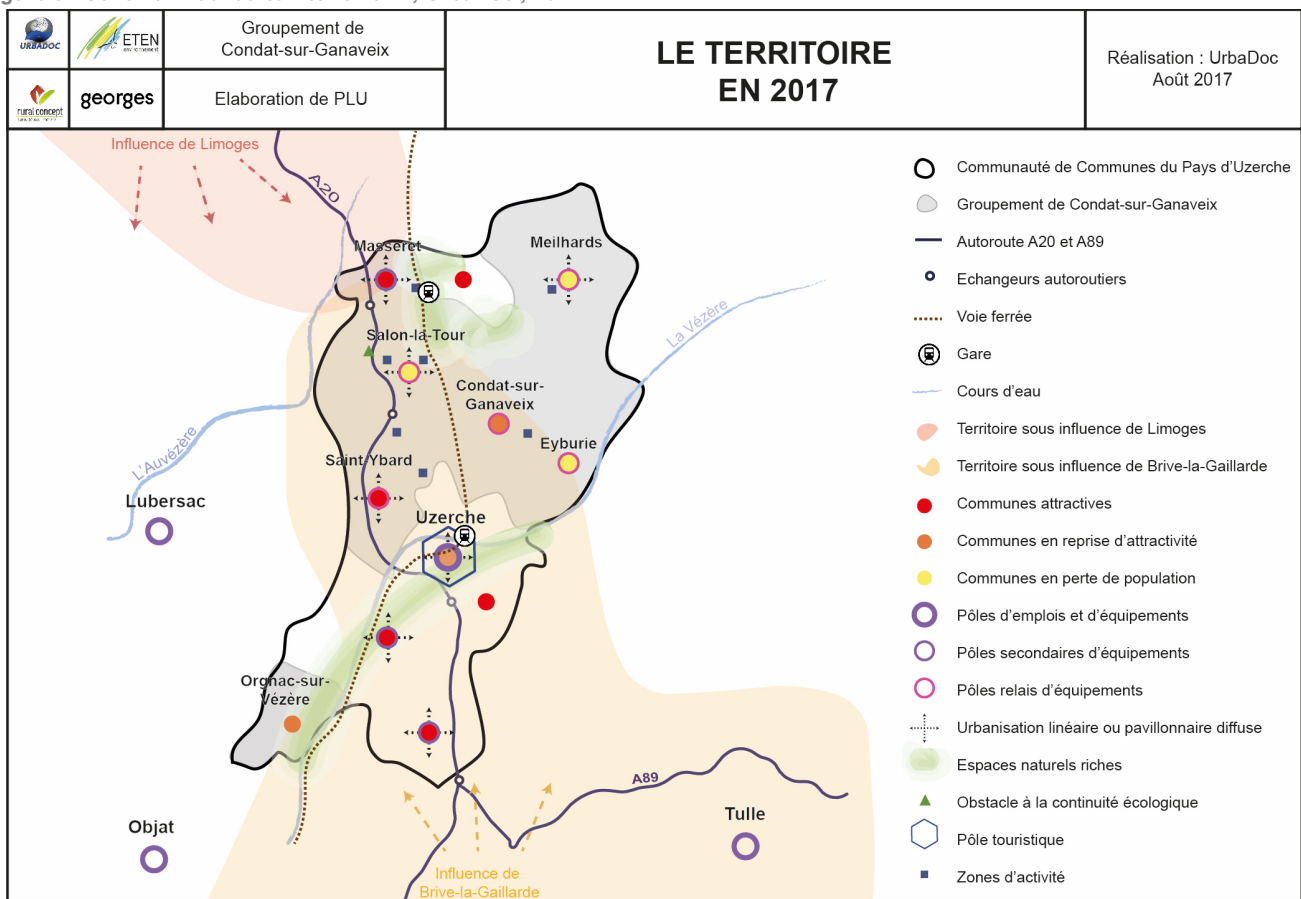 URBADOC
ETEN
environnement
Groupement de
Condat-sur-Ganaveix
rural concept
georges
Elaboration de PLU
LE TERRITOIRE
EN 2017
Réalisation : UrbaDoc
Août 2017
Influence de Limoges
A20
Masseret
Meilhards
Salon-la-Tour
La Vézère
Condat-sur-
Ganaveix
Eyburie
L'Auvézère
Saint-Ybard
Lubersac
Uzerche
Orgnac-sur-
Vézère
A89
Objat
Tulle
Influence de
Brive-la-Gaillarde
Communauté de Communes du Pays d'Uzerche
Groupement de Condat-sur-Ganaveix
Autoroute A20 et A89
Echangeurs autoroutiers
Voie ferrée
Gare
Cours d'eau
Territoire sous influence de Limoges
Territoire sous influence de Brive-la-Gaillarde
Communes attractives
Communes en reprise d'attractivité
Communes en perte de population
Pôles d'emplois et d'équipements
Pôles secondaires d'équipements
Pôles relais d'équipements
Urbanisation linéaire ou pavillonnaire diffuse
Espaces naturels riches
Obstacle à la continuité écologique
Pôle touristique
Zones d'activité